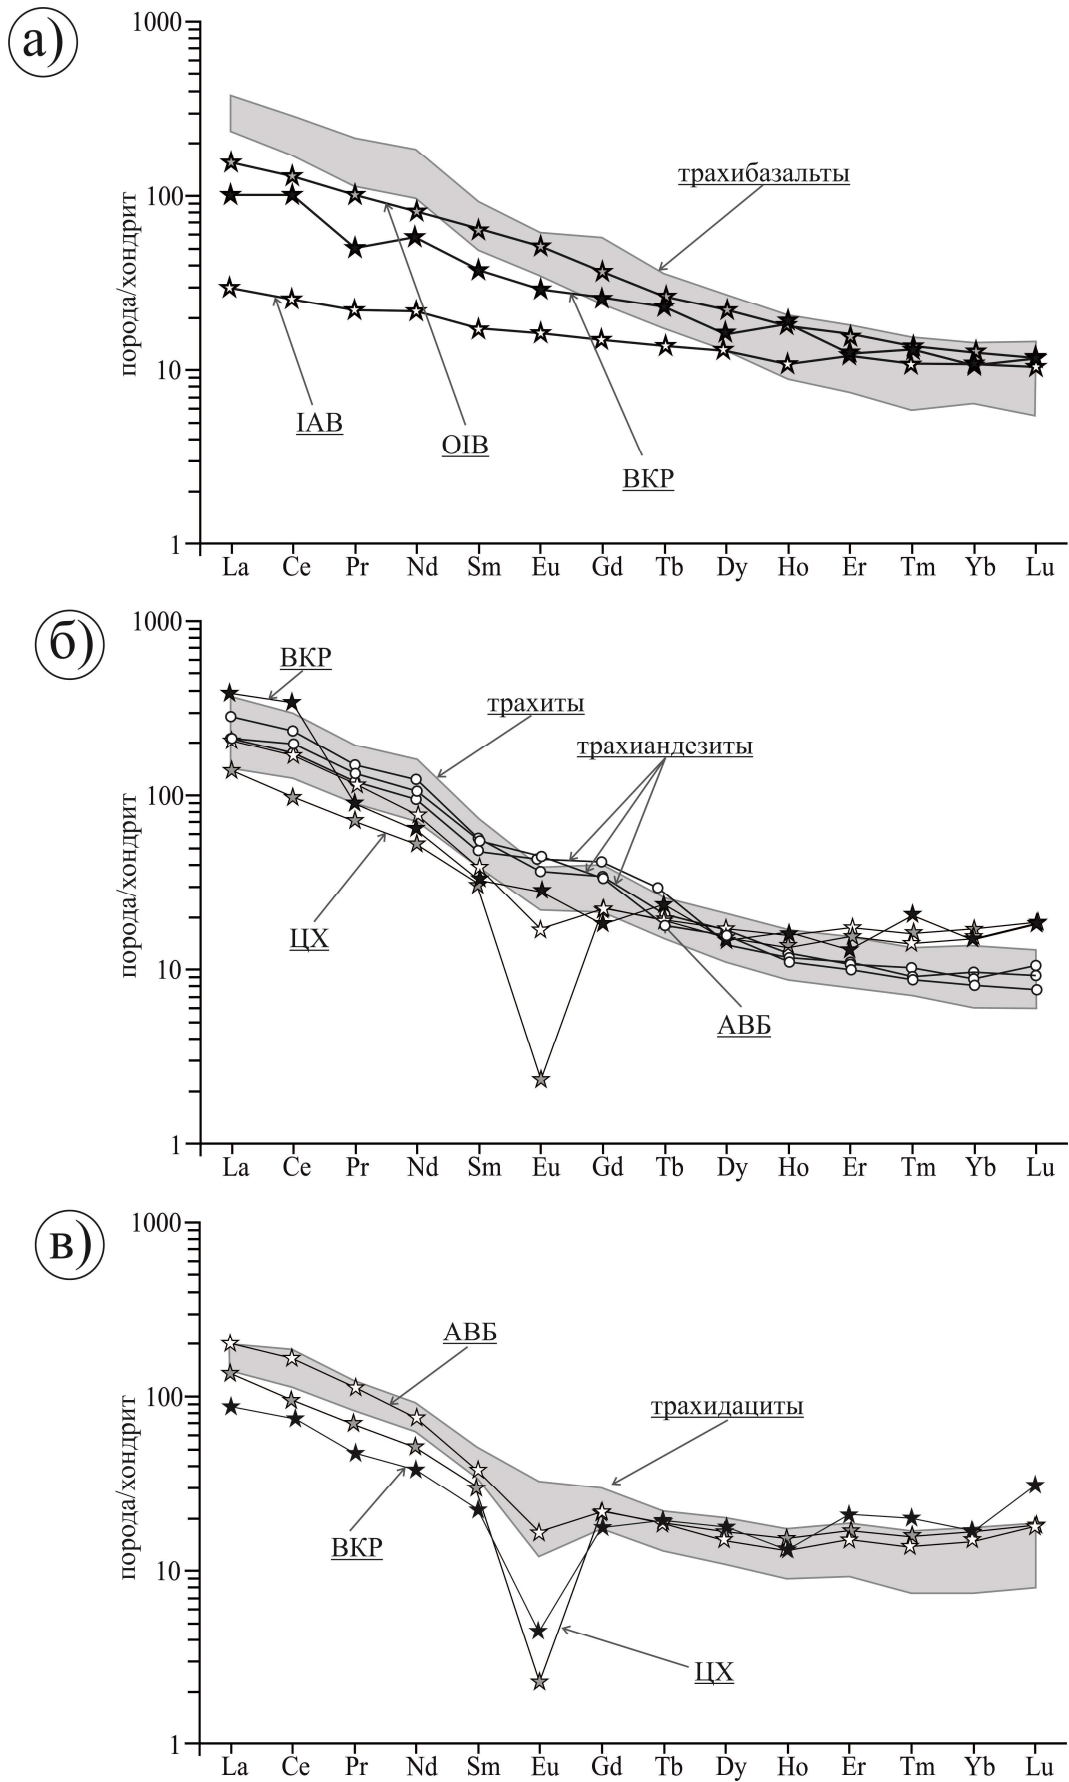 а)
1000
100
10
1
порода/хондрит
трахибазальты
IAB
OIB
ВКР
La Ce Pr Nd Sm Eu Gd Tb Dy Ho Er Tm Yb Lu
б)
1000
100
10
1
порода/хондрит
ВКР
трахиты
трахиандезиты
ЦХ
АВБ
La Ce Pr Nd Sm Eu Gd Tb Dy Ho Er Tm Yb Lu
в)
1000
100
10
1
порода/хондрит
АВБ
трахидациты
ВКР
ЦХ
La Ce Pr Nd Sm Eu Gd Tb Dy Ho Er Tm Yb Lu